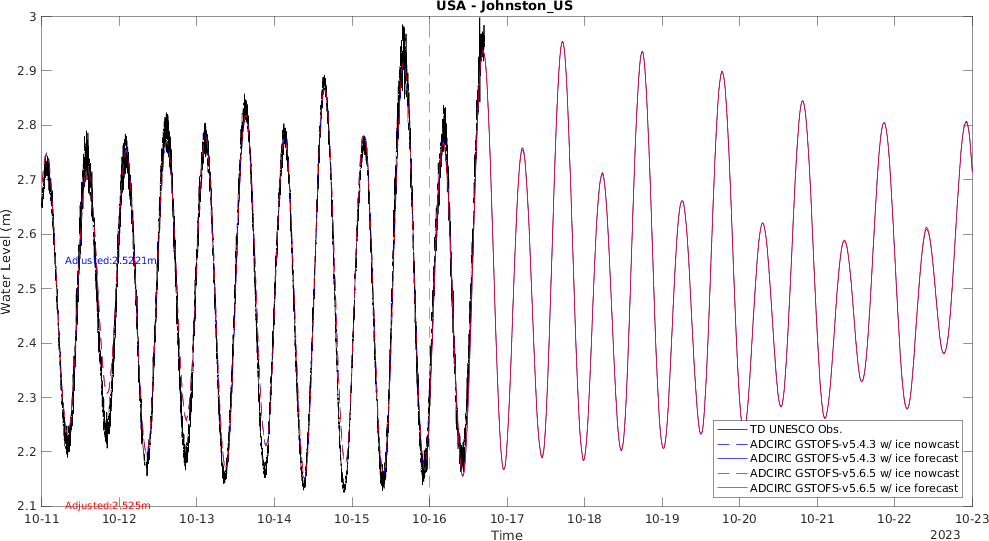 USA - Johnston_US
3
2.9
2.8
2.7
2.6
2.5
2.4
2.3
2.2
2.1
Water Level (m)
Adjusted:2.5221m
Adjusted:2.525m
TD UNESCO Obs.
ADCIRC GSTOFS-v5.4.3 w/ ice nowcast
ADCIRC GSTOFS-v5.4.3 w/ ice forecast
ADCIRC GSTOFS-v5.6.5 w/ ice nowcast
ADCIRC GSTOFS-v5.6.5 w/ ice forecast
10-11 10-12 10-13 10-14 10-15 10-16 10-17 10-18 10-19 10-20 10-21 10-22 10-23
Time
2023